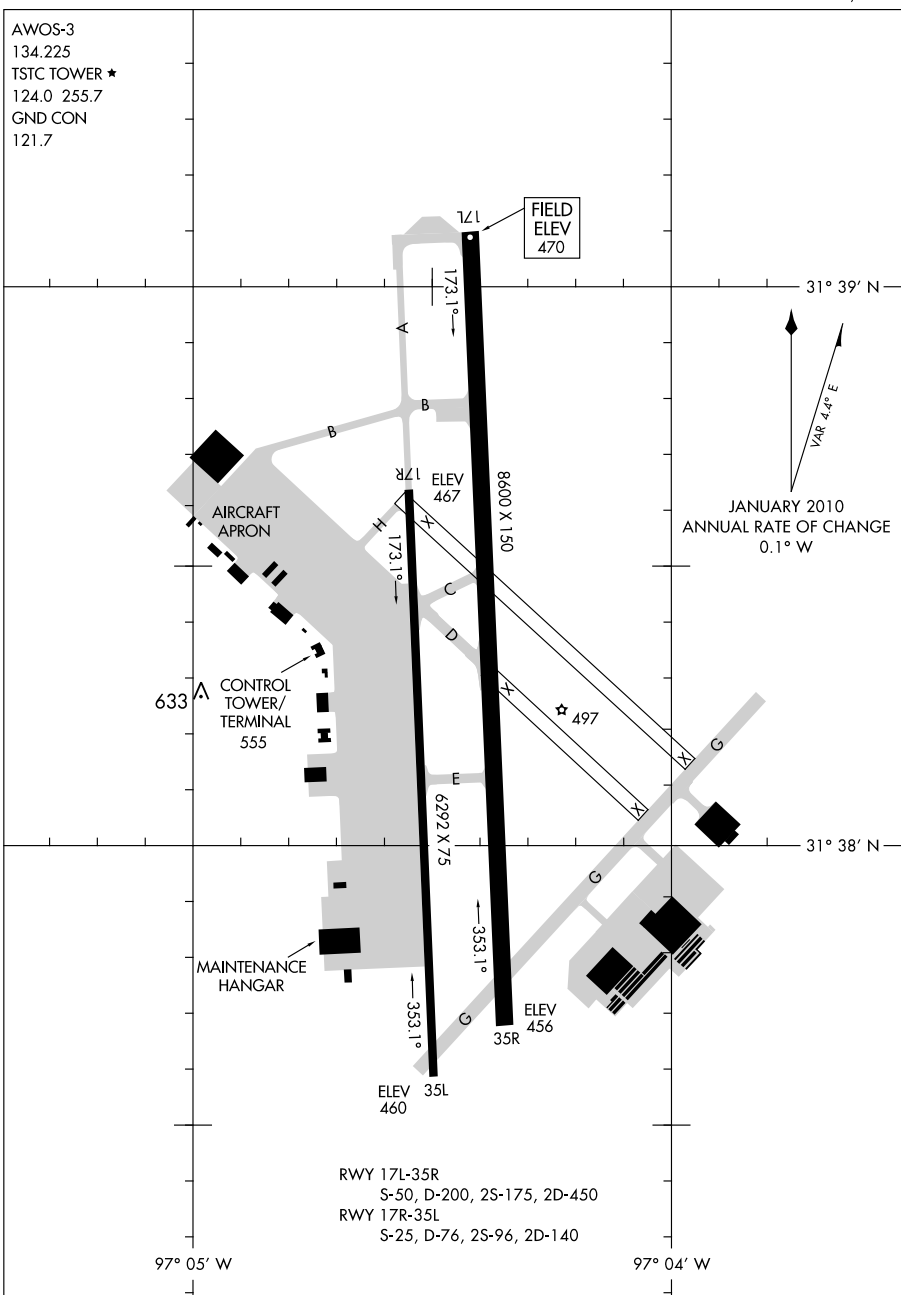 AWOS-3
134.225
TSTC TOWER ★
124.0 255.7
GND CON
121.7
17L
FIELD
ELEV
470
31° 39' N
173.1°
A
VAR 4.4° E
B
B
17R
ELEV
467
8600 X 150
JANUARY 2010
ANNUAL RATE OF CHANGE
0.1° W
AIRCRAFT
APRON
H
X
173.1°
C
D
CONTROL
TOWER/
TERMINAL
555
633
X
497
G
X
E
X
6292 X 75
31° 38' N
G
353.1°
MAINTENANCE
HANGAR
353.1°
G
ELEV
456
35R
ELEV
460
35L
RWY 17L-35R
S-50, D-200, 2S-175, 2D-450
RWY 17R-35L
S-25, D-76, 2S-96, 2D-140
97° 05' W
97° 04' W